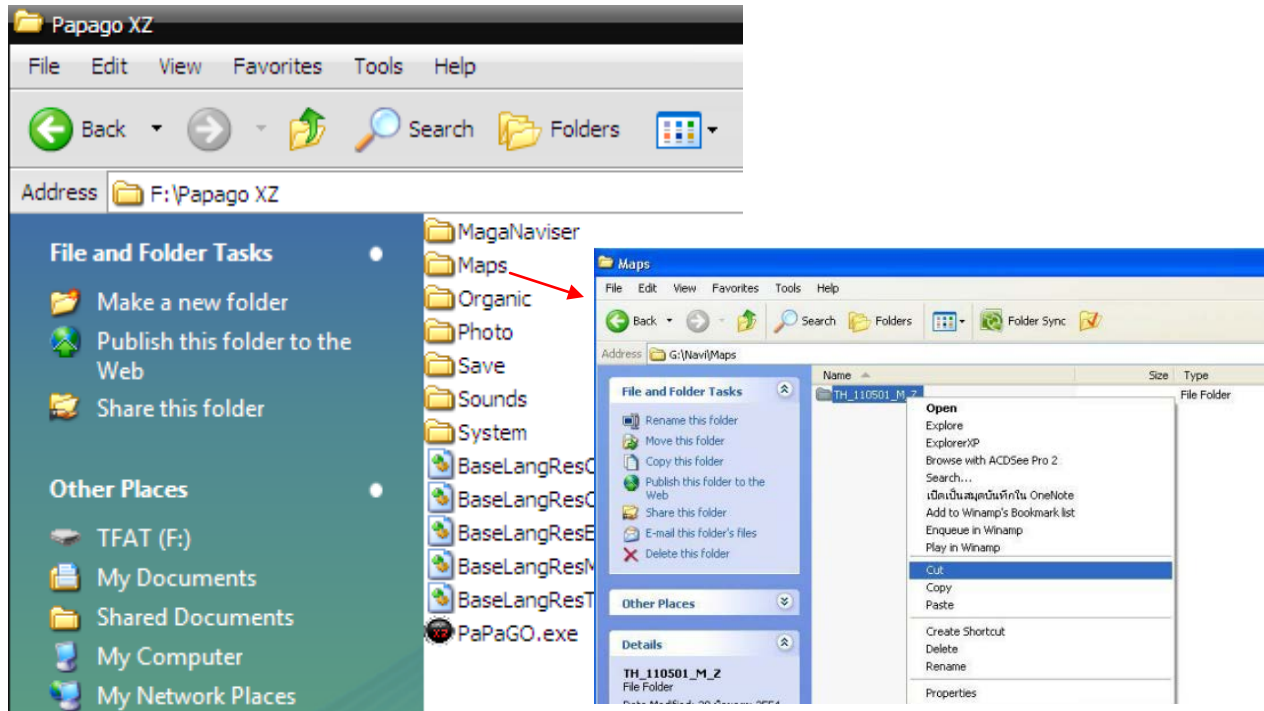 Papago XZ
File Edit View Favorites Tools Help
Back Search Folders
Address F:\Papago XZ
File and Folder Tasks
Make a new folder
Publish this folder to the
Web
Share this folder
Other Places
TFAT (F:)
My Documents
Shared Documents
My Computer
My Network Places
MagaNaviser
Maps
Organic
Photo
Save
Sounds
System
BaseLangResC
BaseLangResC
BaseLangResE
BaseLangResM
BaseLangResT
PaPaGO.exe
Maps
File Edit View Favorites Tools Help
Back Search Folders Folder Sync
Address G:\Navi\Maps
File and Folder Tasks
Rename this folder
Move this folder
Copy this folder
Publish this folder to the
Web
Share this folder
E-mail this folder's files
Delete this folder
Other Places
Details
TH_110501_M_Z
File Folder
Name Size Type
TH_110501_M_Z File Folder
Open
Explore
ExplorerXP
Browse with ACDSee Pro 2
Search...
เปิดเป็นสมุดบันทึกใน OneNote
Add to Winamp's Bookmark list
Enqueue in Winamp
Play in Winamp
Cut
Copy
Paste
Create Shortcut
Delete
Rename
Properties